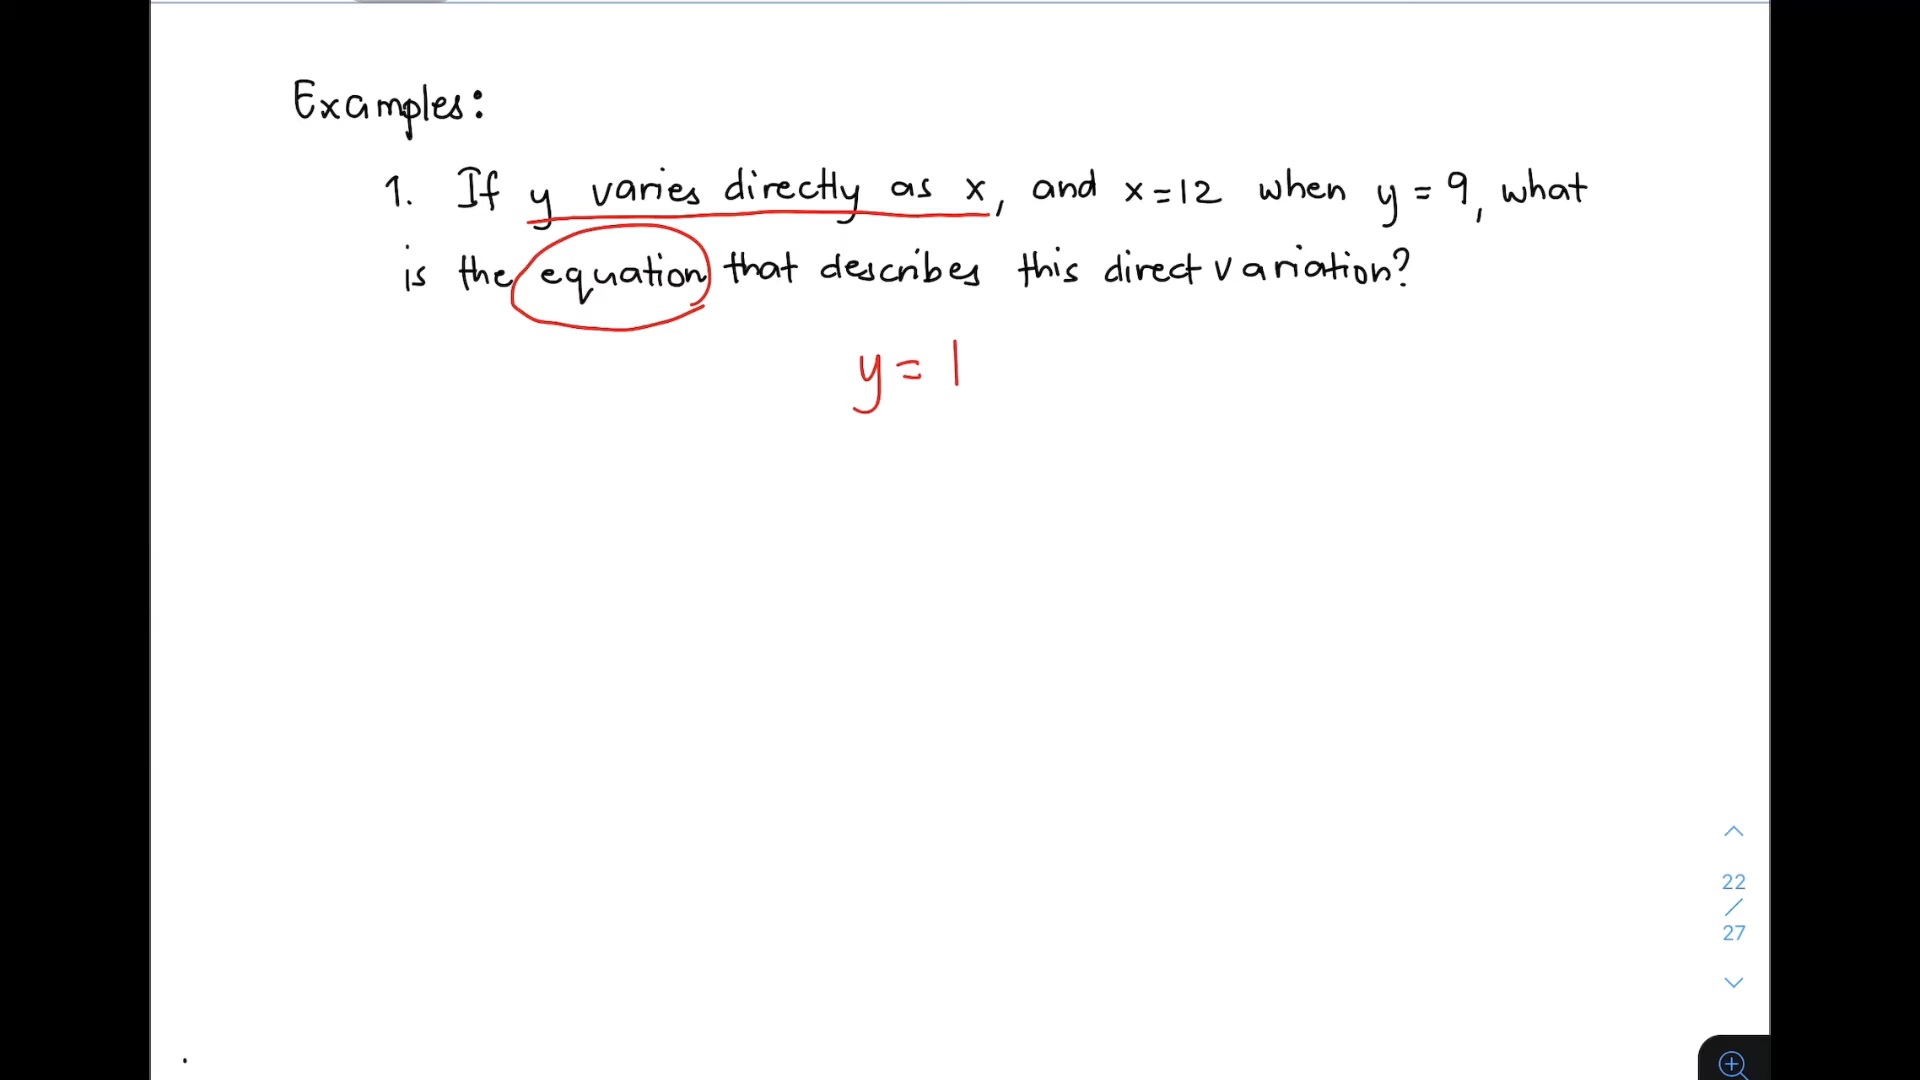 Examples:
1. If y varies directly as x, and x=12 when y = 9, what
is the equation that describes this direct variation?
y = 1
22
/
27